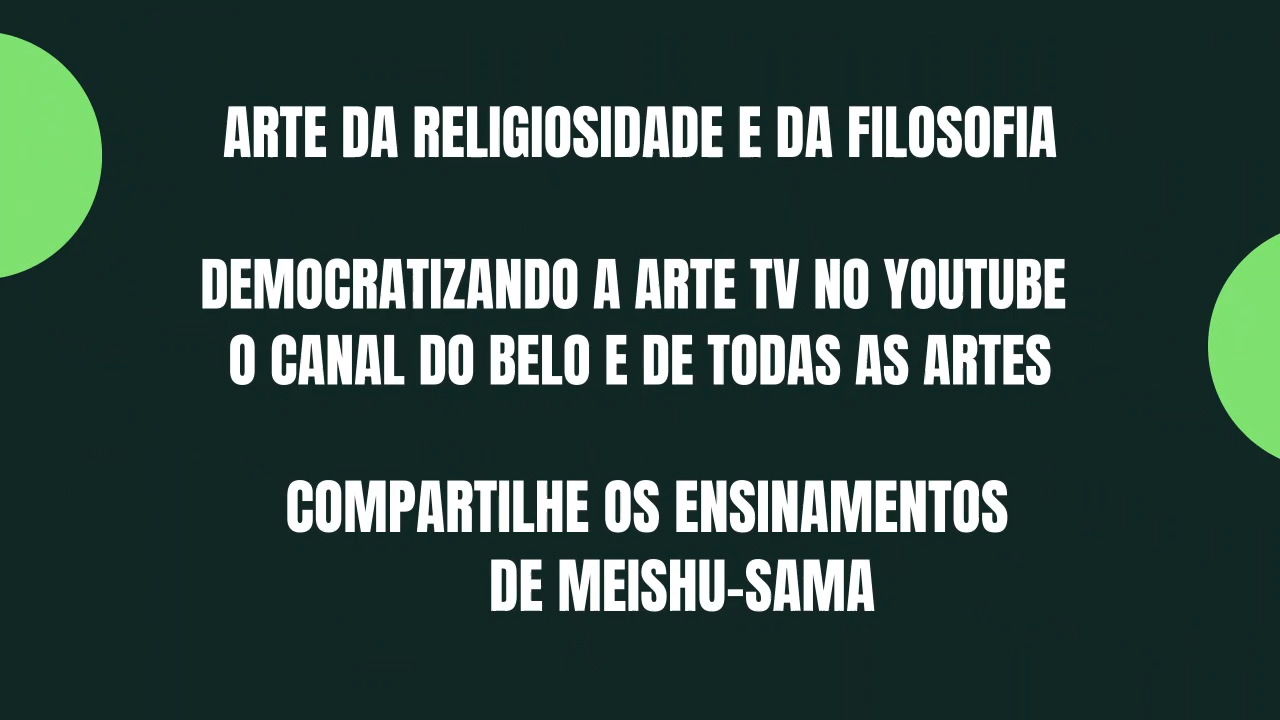 ARTE DA RELIGIOSIDADE E DA FILOSOFIA
DEMOCRATIZANDO A ARTE TV NO YOUTUBE
O CANAL DO BELO E DE TODAS AS ARTES
COMPARTILHE OS ENSINAMENTOS
DE MEISHU-SAMA